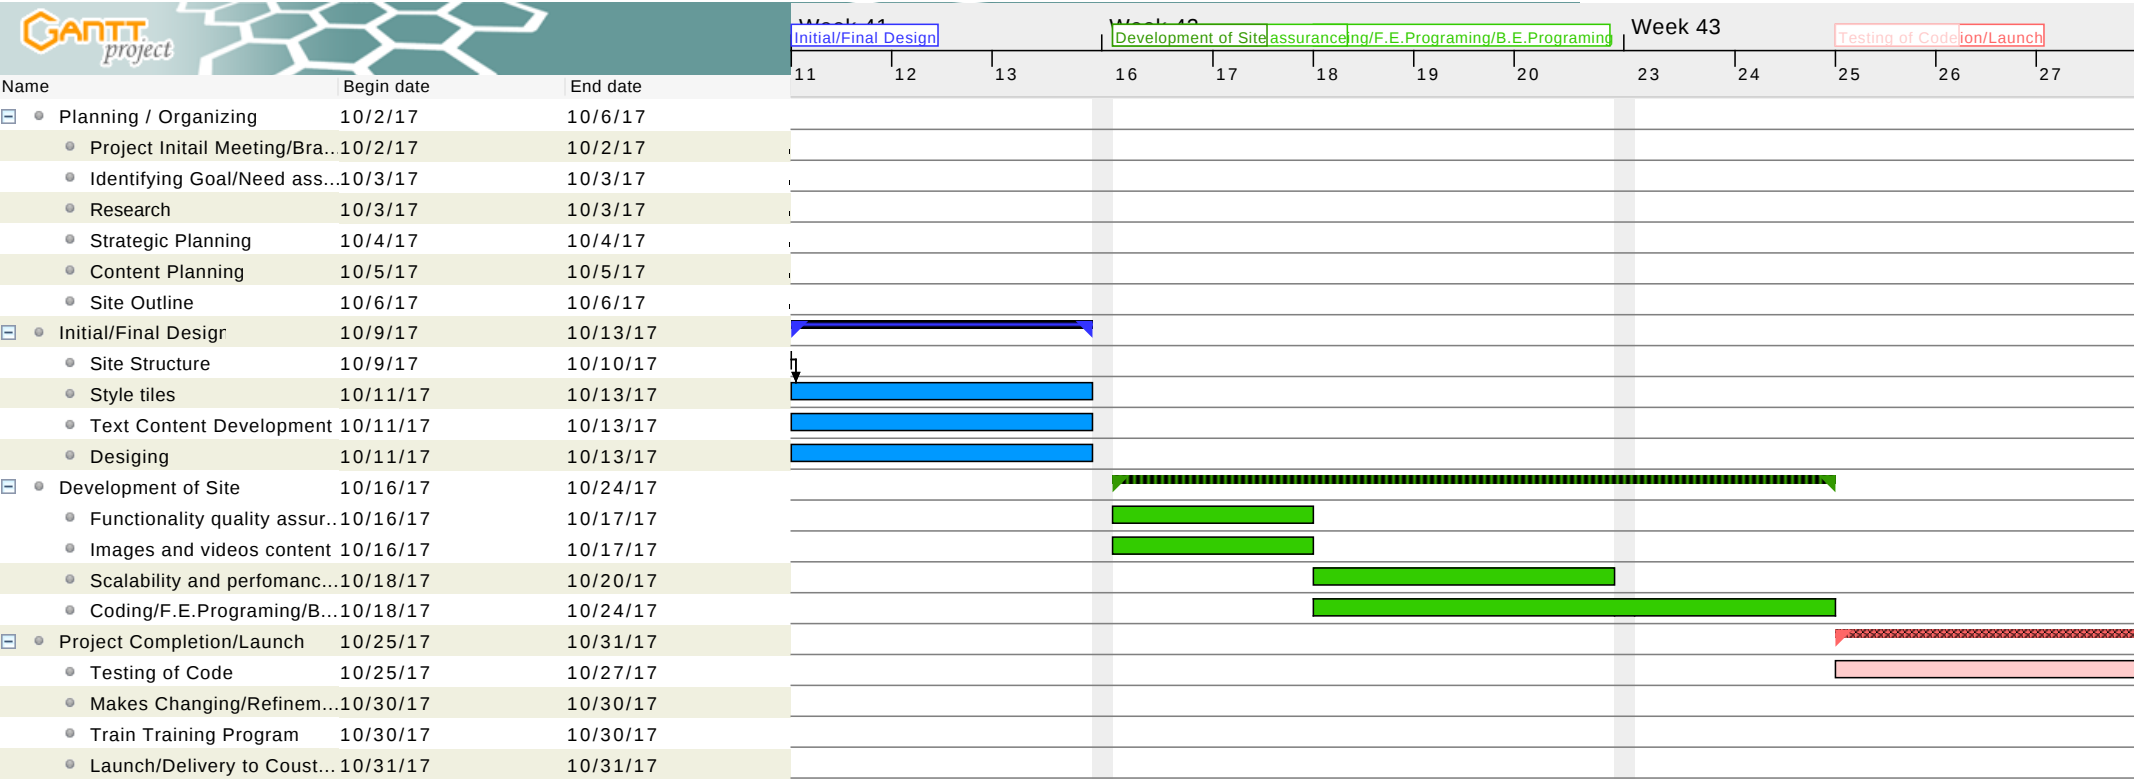 GANTT
project
Week 41
Week 43
Initial/Final Design
Development of Site assurance ing/F.E.Programing/B.E.Programing
Testing of Code ion/Launch
11 12 13 16 17 18 19 20 23 24 25 26 27
Name Begin date End date
Planning / Organizing 10/2/17 10/6/17
Project Initail Meeting/Bra... 10/2/17 10/2/17
Identifying Goal/Need ass... 10/3/17 10/3/17
Research 10/3/17 10/3/17
Strategic Planning 10/4/17 10/4/17
Content Planning 10/5/17 10/5/17
Site Outline 10/6/17 10/6/17
Initial/Final Design 10/9/17 10/13/17
Site Structure 10/9/17 10/10/17
Style tiles 10/11/17 10/13/17
Text Content Development 10/11/17 10/13/17
Desiging 10/11/17 10/13/17
Development of Site 10/16/17 10/24/17
Functionality quality assur... 10/16/17 10/17/17
Images and videos content 10/16/17 10/17/17
Scalability and perfomanc... 10/18/17 10/20/17
Coding/F.E.Programing/B... 10/18/17 10/24/17
Project Completion/Launch 10/25/17 10/31/17
Testing of Code 10/25/17 10/27/17
Makes Changing/Refinem... 10/30/17 10/30/17
Train Training Program 10/30/17 10/30/17
Launch/Delivery to Coust... 10/31/17 10/31/17